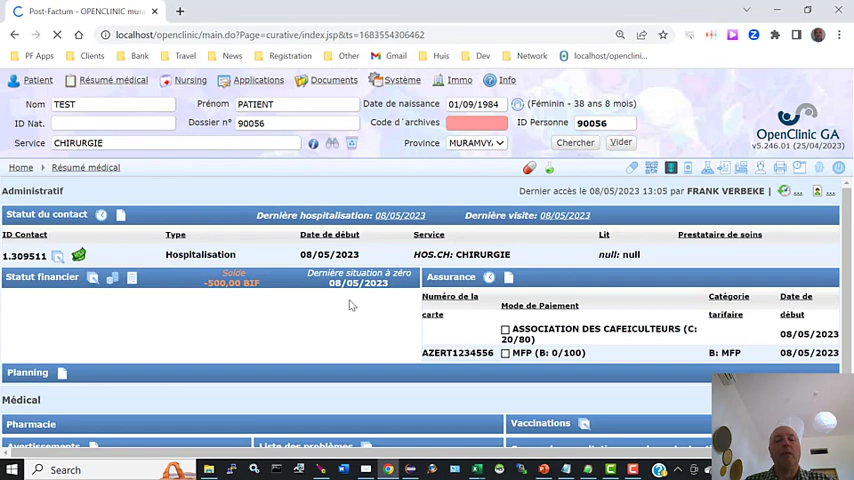 Post-Factum - OPENCLINIC mura
localhost/openclinic/main.do?Page=curative/index.jsp&ts=1683554306462
PF Apps Clients Travel News Registration Other Gmail Huis Dev Network localhost/openclini...
Patient Résumé médical Nursing Applications Documents Système Immo Info
Nom TEST Prénom PATIENT Date de naissance 01/09/1984 (Féminin - 38 ans 8 mois)
ID Nat. Dossier n° 90056 Code d´archives ID Personne 90056
Service CHIRURGIE Province MURAMVY Chercher Vider
OpenClinic GA
v5.246.01 (25/04/2023)
Home > Résumé médical
Administratif Dernier accès le 08/05/2023 13:05 par FRANK VERBEKE | ... ...
Statut du contact Dernière hospitalisation: 08/05/2023 Dernière visite: 08/05/2023
ID Contact Type Date de début Service Lit Prestataire de soins
1.309511 Hospitalisation 08/05/2023 HOS.CH: CHIRURGIE null: null
Statut financier Solde -500,00 BIF Dernière situation à zéro 08/05/2023 Assurance
Numéro de la carte Mode de Paiement Catégorie tarifaire Date de début
ASSOCIATION DES CAFEICULTEURS (C: 20/80) 08/05/2023
AZERT1234556 MFP (B: 0/100) B: MFP 08/05/2023
Planning
Médical
Pharmacie Vaccinations
Avertissements Liste des problèmes
Search